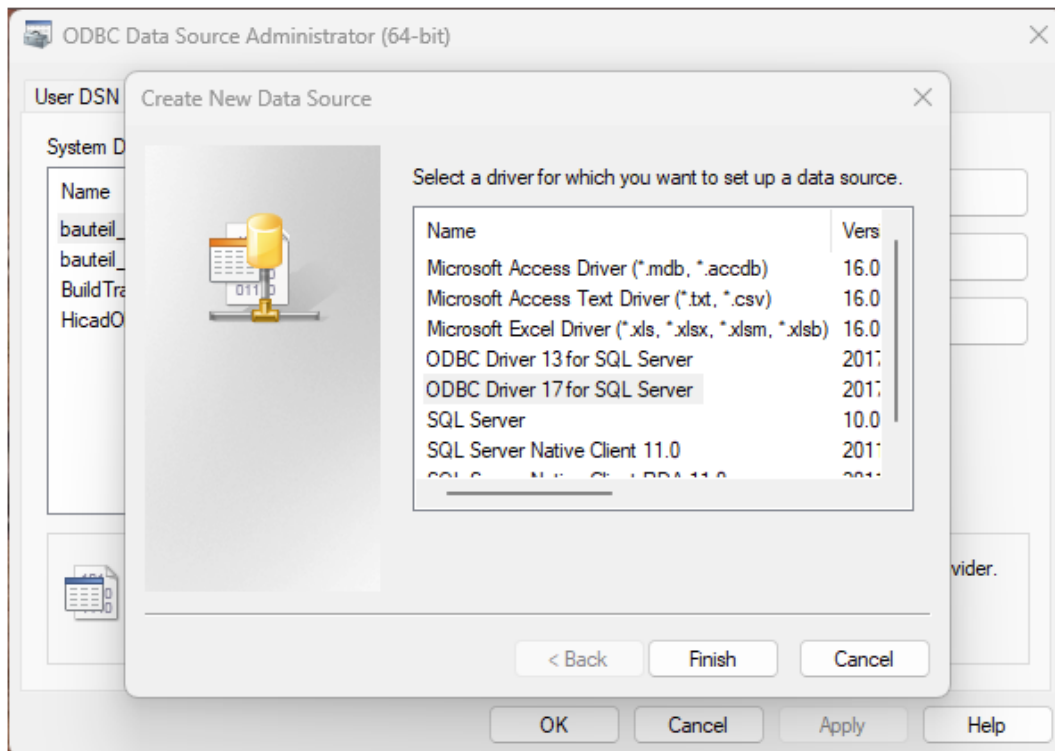 ODBC Data Source Administrator (64-bit)
User DSN
Create New Data Source
System D
Name
bauteil_
bauteil_
BuildTra
HicadO
Select a driver for which you want to set up a data source.
Name Vers
Microsoft Access Driver (*.mdb, *.accdb) 16.0
Microsoft Access Text Driver (*.txt, *.csv) 16.0
Microsoft Excel Driver (*.xls, *.xlsx, *.xlsm, *.xlsb) 16.0
ODBC Driver 13 for SQL Server 2017
ODBC Driver 17 for SQL Server 2017
SQL Server 10.0
SQL Server Native Client 11.0 2011
vider.
< Back Finish Cancel
OK Cancel Apply Help